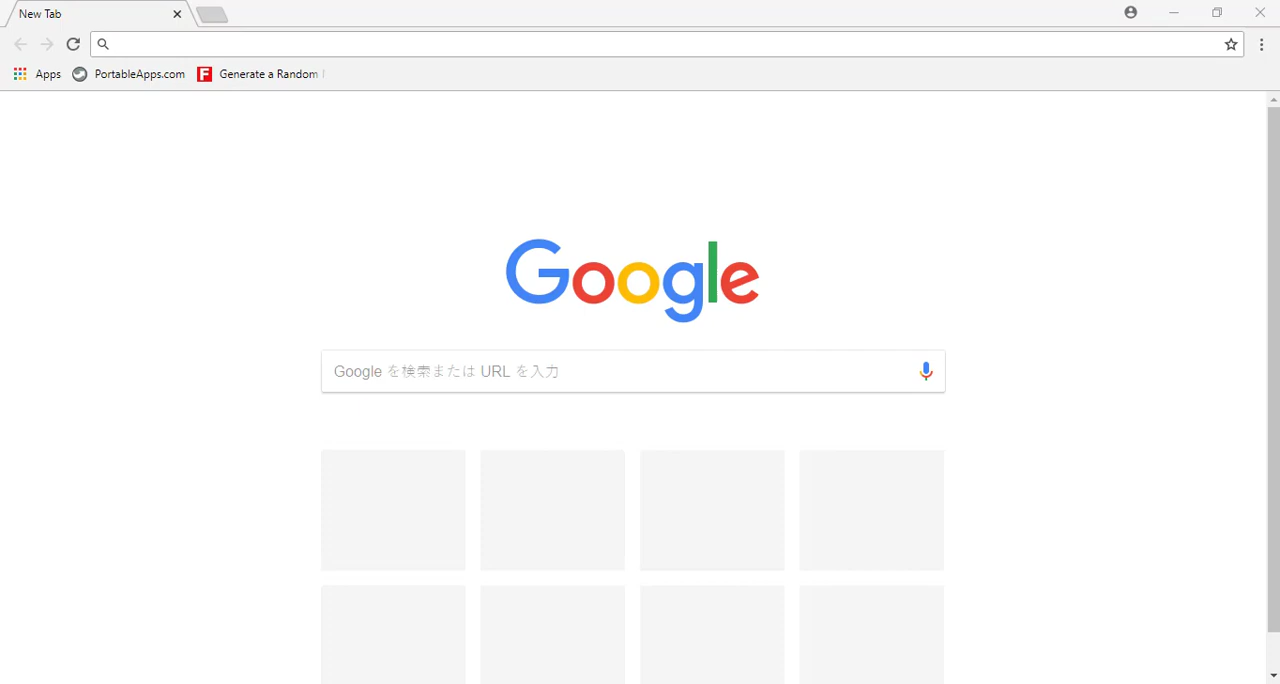 New Tab
Apps PortableApps.com Generate a Random
Google
Google を検索または URL を入力